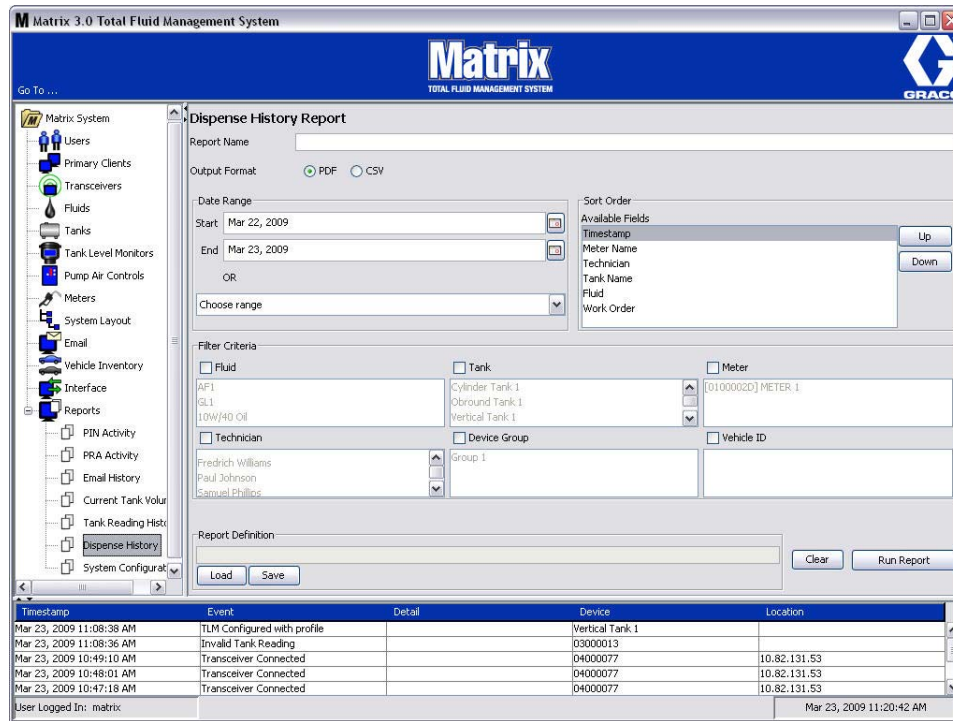 Matrix 3.0 Total Fluid Management System
Go To ...
Matrix
TOTAL FLUID MANAGEMENT SYSTEM
GRACO
Matrix System
Users
Primary Clients
Transceivers
Fluids
Tanks
Tank Level Monitors
Pump Air Controls
Meters
System Layout
Email
Vehicle Inventory
Interface
Reports
PIN Activity
PRA Activity
Email History
Current Tank Volur
Tank Reading Histo
Dispense History
System Configurat
Dispense History Report
Report Name
Output Format PDF CSV
Date Range
Start Mar 22, 2009
End Mar 23, 2009
OR
Choose range
Sort Order
Available Fields
Timestamp
Meter Name
Technician
Tank Name
Fluid
Work Order
Up
Down
Filter Criteria
Fluid
AF1
GL1
10W/40 Oil
Tank
Cylinder Tank 1
Obround Tank 1
Vertical Tank 1
Meter
[0100002D] METER 1
Technician
Fredrich Williams
Paul Johnson
Samuel Phillips
Device Group
Group 1
Vehicle ID
Report Definition
Load Save
Clear Run Report
Timestamp Event Detail Device Location
Mar 23, 2009 11:08:38 AM TLM Configured with profile Vertical Tank 1
Mar 23, 2009 11:08:36 AM Invalid Tank Reading 03000013
Mar 23, 2009 10:49:10 AM Transceiver Connected 04000077 10.82.131.53
Mar 23, 2009 10:48:01 AM Transceiver Connected 04000077 10.82.131.53
Mar 23, 2009 10:47:18 AM Transceiver Connected 04000077 10.82.131.53
User Logged In: matrix Mar 23, 2009 11:20:42 AM